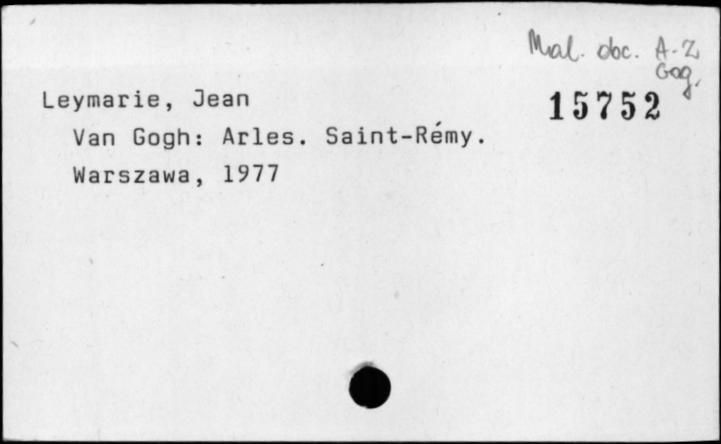 Mal. obc. A-Z
Gog.
Leymarie, Jean
15752
Van Gogh: Arles. Saint-Rémy.
Warszawa, 1977